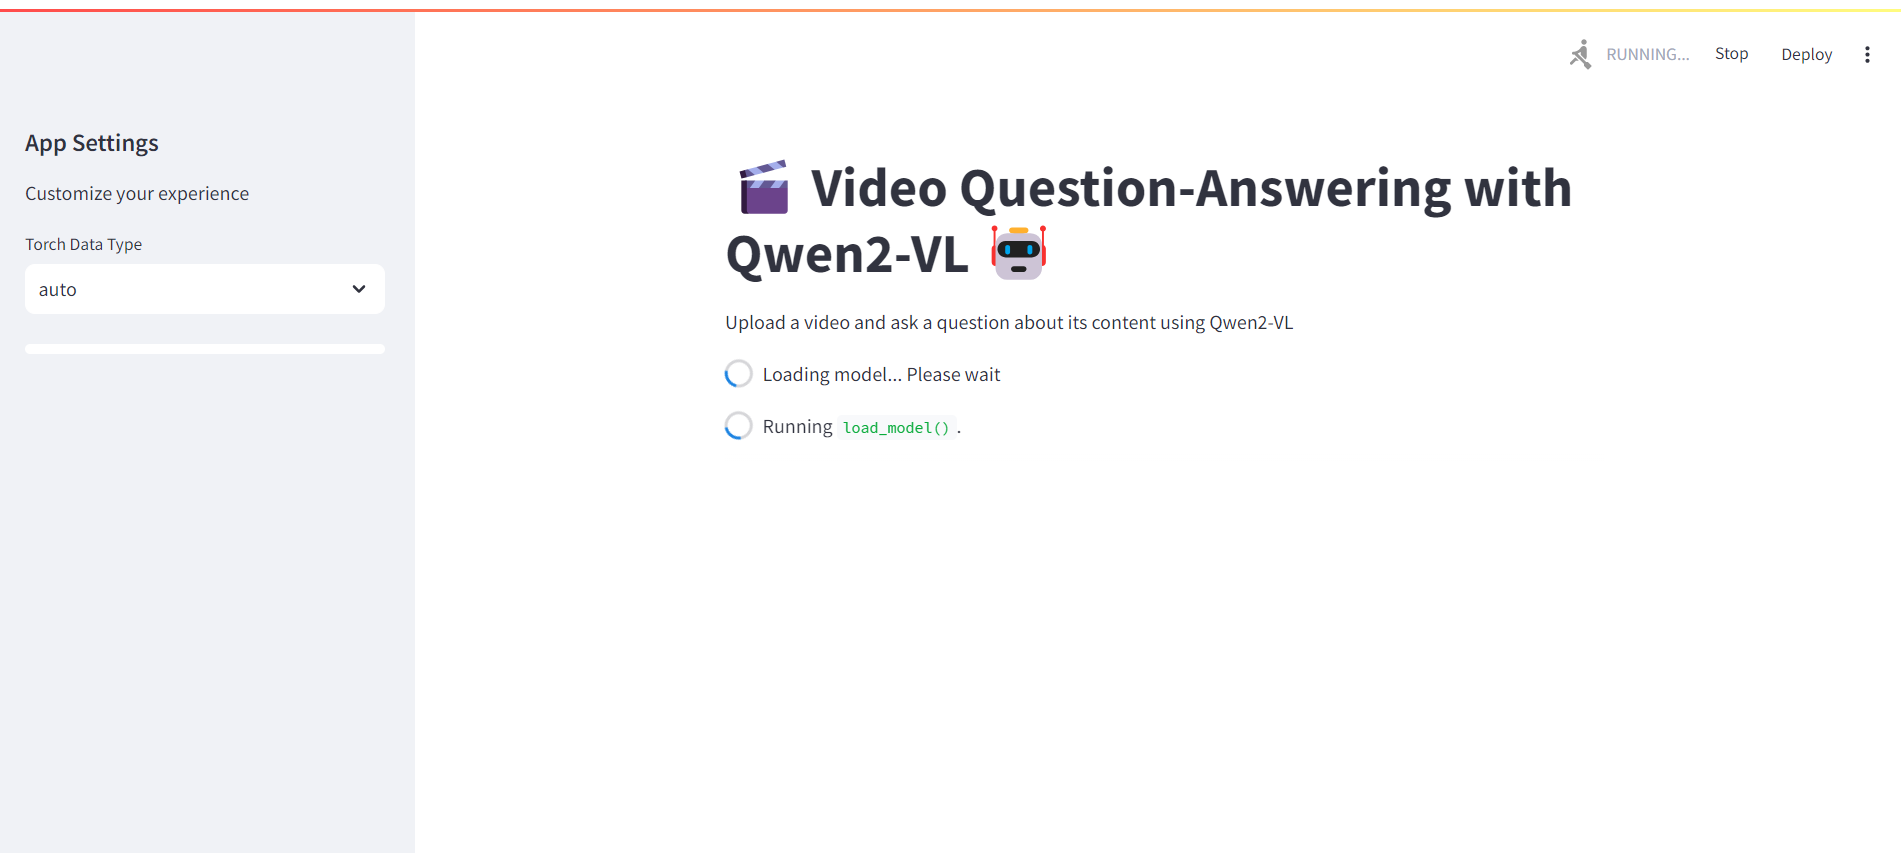 RUNNING...
Stop
Deploy
App Settings
Customize your experience
Torch Data Type
auto
Video Question-Answering with
Qwen2-VL
Upload a video and ask a question about its content using Qwen2-VL
Loading model... Please wait
Running load_model() .